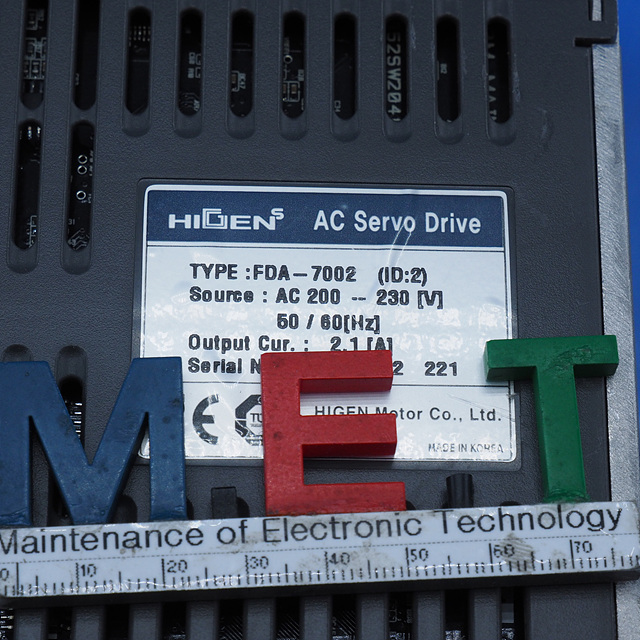 HIGEN S AC Servo Drive
TYPE :FDA-7002 (ID:2)
Source : AC 200 -- 230 [V]
50 / 60[Hz]
Output Cur. : 2.1 [A]
Serial 2 221
CE
HIGEN Motor Co., Ltd.
MADE IN KOREA
M.E.T
Maintenance of Electronic Technology
0 10 20 30 40 50 60 70